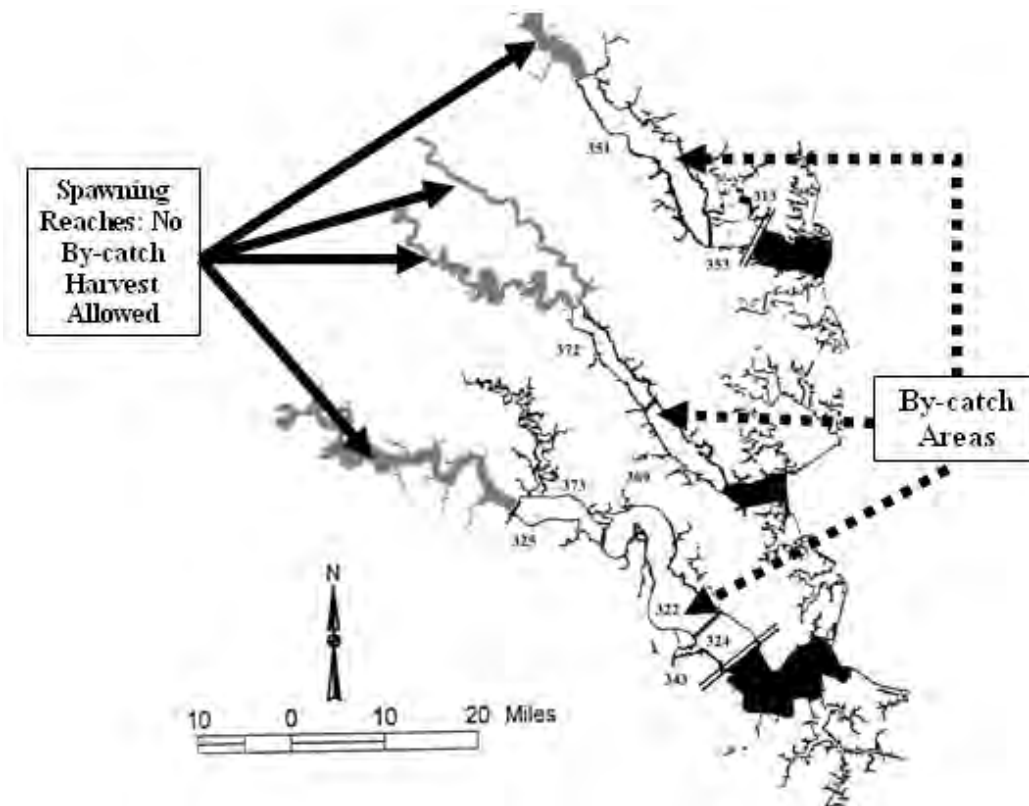 Spawning
Reaches: No
By-catch
Harvest
Allowed
351
313
353
372
By-catch
Areas
373
369
325
322
324
343
N
10 0 10 20 Miles